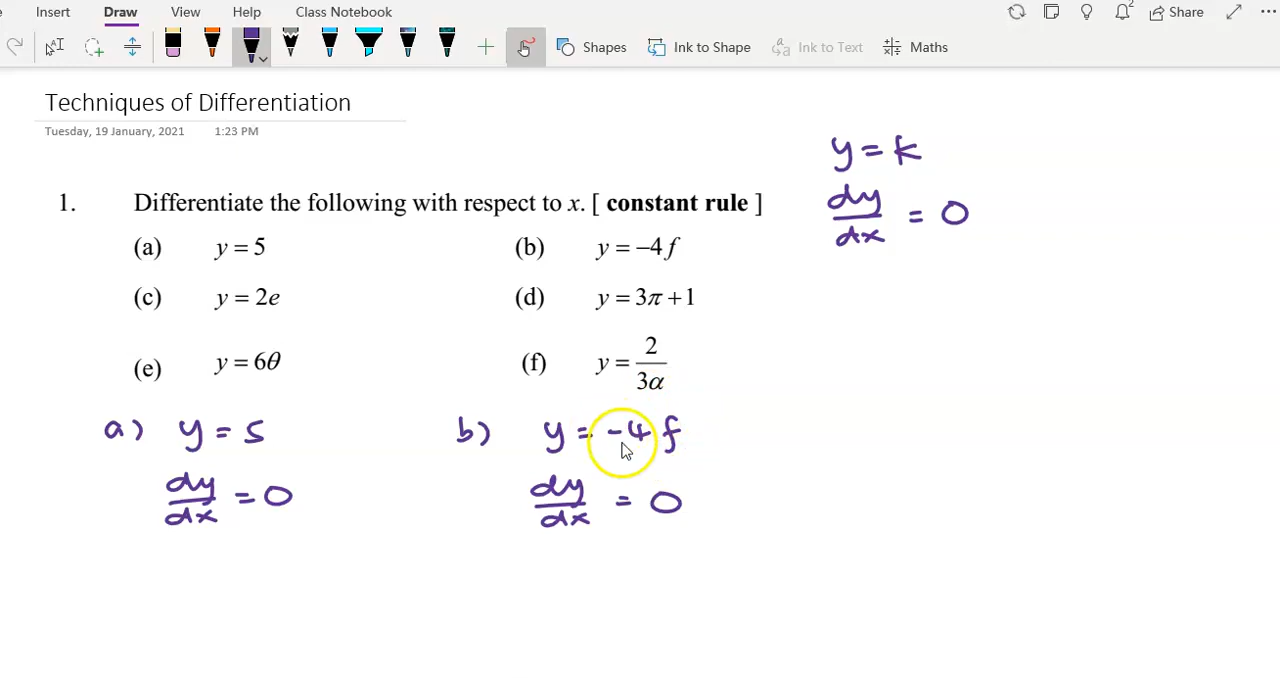 Insert Draw View Help Class Notebook Share
Shapes Ink to Shape Ink to Text Maths
Techniques of Differentiation
Tuesday, 19 January, 2021 1:23 PM
y = k
dy/dx = 0
1. Differentiate the following with respect to x. [ constant rule ]
(a) y = 5 (b) y = −4f
(c) y = 2e (d) y = 3π + 1
(e) y = 6θ (f) y = 2/3α
a) y = 5 b) y = -4f
dy/dx = 0 dy/dx = 0